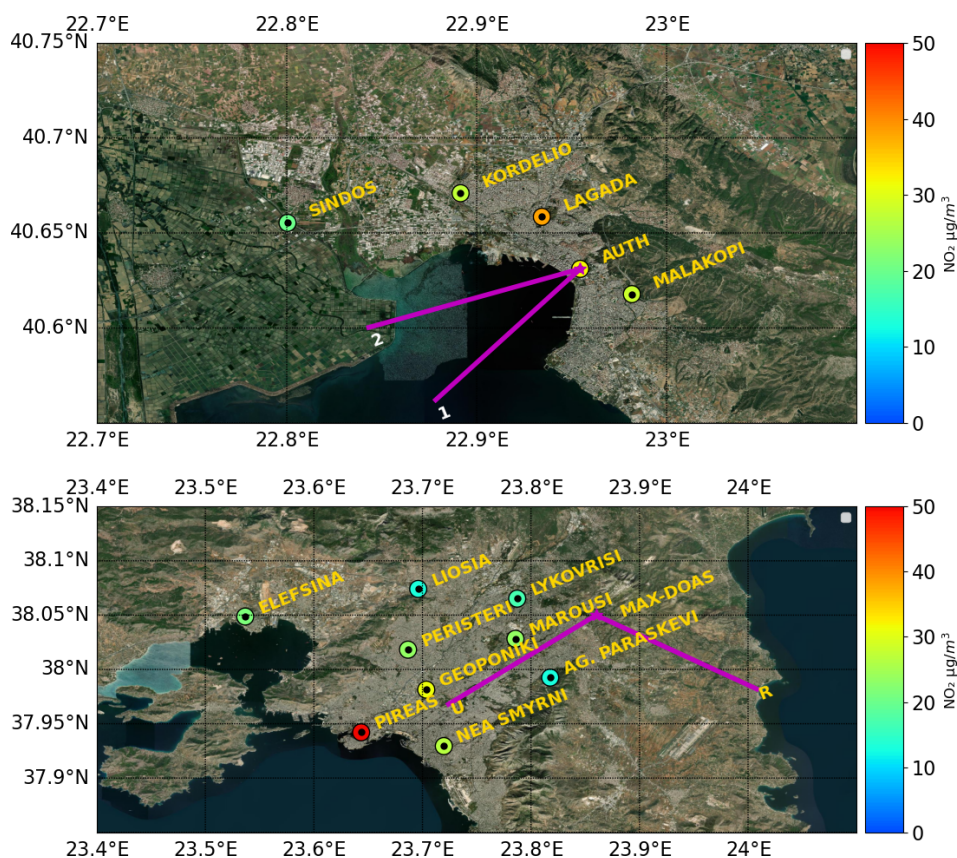 22.7°E 22.8°E 22.9°E 23°E
40.75°N
40.7°N
40.65°N
40.6°N
KORDELIO
SINDOS
LAGADA
AUTH
MALAKOPI
2
1
22.7°E 22.8°E 22.9°E 23°E
50
40
30
20
10
0
NO₂ μg/m³
23.4°E 23.5°E 23.6°E 23.7°E 23.8°E 23.9°E 24°E
38.15°N
38.1°N
38.05°N
38°N
37.95°N
37.9°N
ELEFSINA
LIOSIA
LYKOVRISI
PERISTERI
MAROUSI
MAX-DOAS
GEOPONIKI
AG. PARASKEVI
PIREAS
U
NEA SMYRNI
R
23.4°E 23.5°E 23.6°E 23.7°E 23.8°E 23.9°E 24°E
50
40
30
20
10
0
NO₂ μg/m³